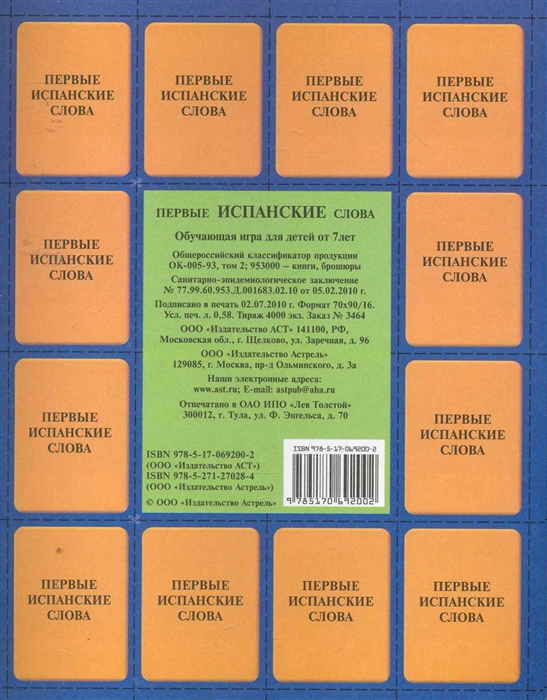 ПЕРВЫЕ
ИСПАНСКИЕ
СЛОВА
ПЕРВЫЕ
ИСПАНСКИЕ
СЛОВА
ПЕРВЫЕ
ИСПАНСКИЕ
СЛОВА
ПЕРВЫЕ
ИСПАНСКИЕ
СЛОВА
ПЕРВЫЕ
ИСПАНСКИЕ
СЛОВА
ПЕРВЫЕ ИСПАНСКИЕ СЛОВА
Обучающая игра для детей от 7лет
Общероссийский классификатор продукции
ОК-005-93, том 2; 953000 – книги, брошюры
Санитарно-эпидемиологическое заключение
№ 77.99.60.953.Д.001683.02.10 от 05.02.2010 г.
Подписано в печать 02.07.2010 г. Формат 70х90/16.
Усл. печ. л. 0,58. Тираж 4000 экз. Заказ № 3464
ООО «Издательство АСТ» 141100, РФ,
Московская обл., г. Щелково, ул. Заречная, д. 96
ООО «Издательство Астрель»
129085, г. Москва, пр-д Ольминского, д. 3а
Наши электронные адреса:
www.ast.ru; E-mail: astpub@aha.ru
Отпечатано в ОАО ИПО «Лев Толстой»
300012, г. Тула, ул. Ф. Энгельса, д. 70
ISBN 978-5-17-069200-2
(ООО «Издательство АСТ»)
ISBN 978-5-271-27028-4
(ООО «Издательство Астрель»)
© ООО «Издательство Астрель»
ISBN 978-5-17-069200-2
9 785170 692002
ПЕРВЫЕ
ИСПАНСКИЕ
СЛОВА
ПЕРВЫЕ
ИСПАНСКИЕ
СЛОВА
ПЕРВЫЕ
ИСПАНСКИЕ
СЛОВА
ПЕРВЫЕ
ИСПАНСКИЕ
СЛОВА
ПЕРВЫЕ
ИСПАНСКИЕ
СЛОВА
ПЕРВЫЕ
ИСПАНСКИЕ
СЛОВА
ПЕРВЫЕ
ИСПАНСКИЕ
СЛОВА